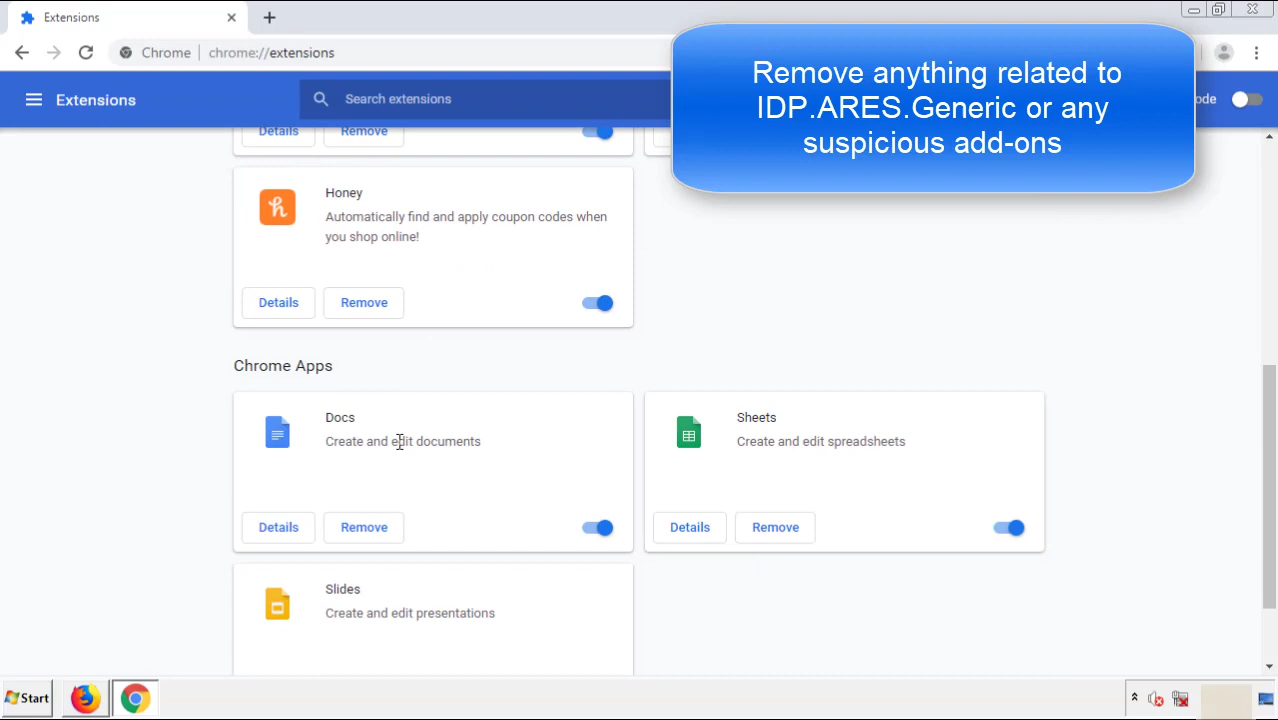 Extensions
Chrome
chrome://extensions
Extensions
Search extensions
ode
Remove anything related to
IDP.ARES.Generic or any
suspicious add-ons
Details
Remove
Honey
Automatically find and apply coupon codes when
you shop online!
Details
Remove
Chrome Apps
Docs
Create and edit documents
Details
Remove
Sheets
Create and edit spreadsheets
Details
Remove
Slides
Create and edit presentations
Start